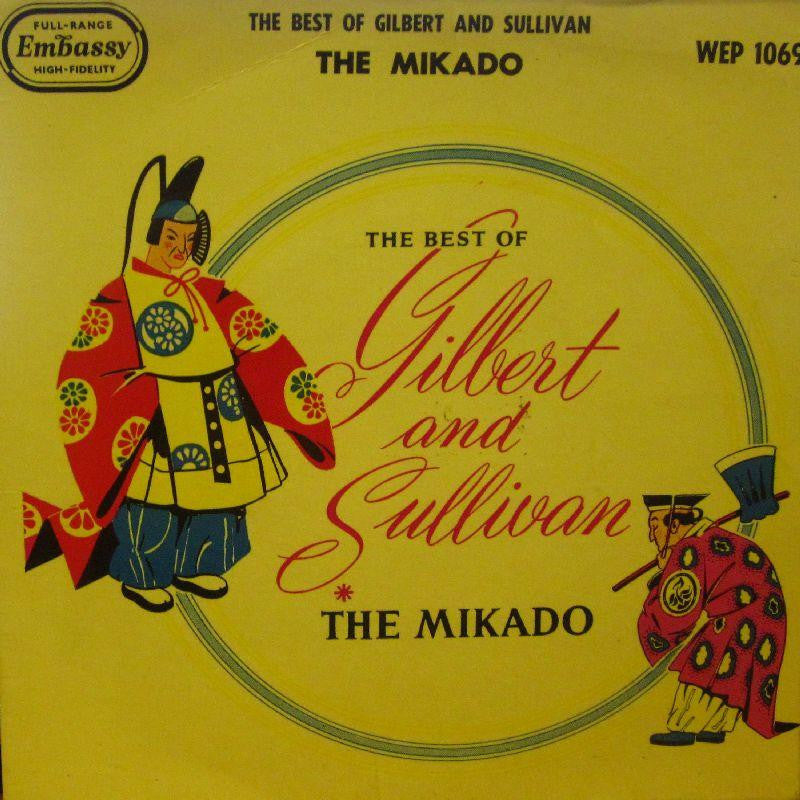 FULL-RANGE
Embassy
HIGH-FIDELITY
THE BEST OF GILBERT AND SULLIVAN
THE MIKADO
WEP 1069
THE BEST OF
Gilbert
and
Sullivan
* THE MIKADO